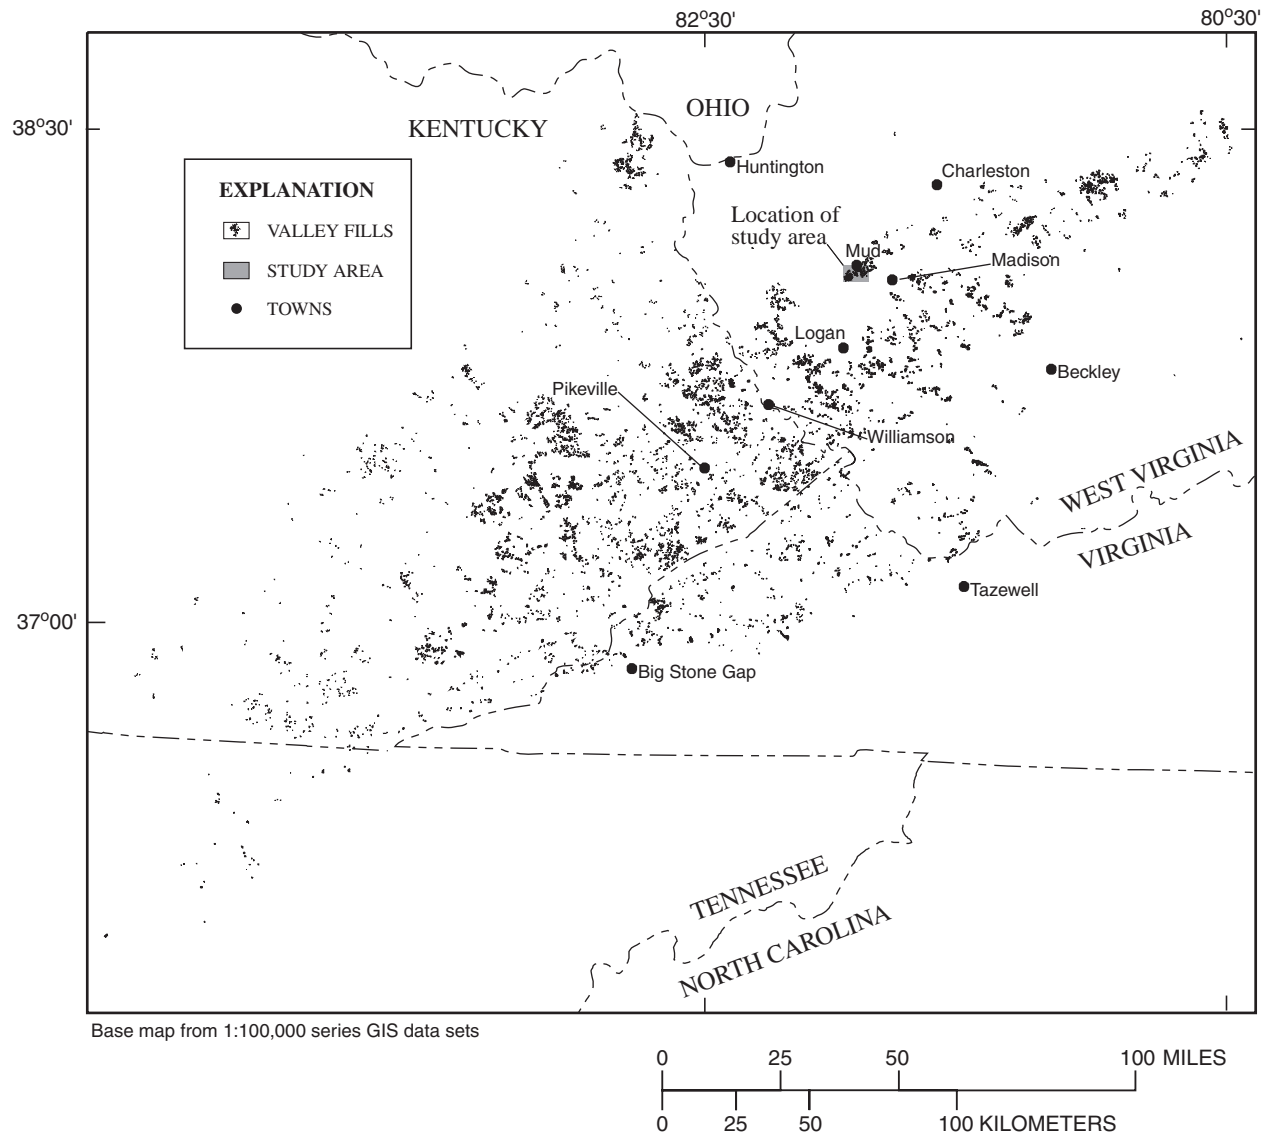 82°30'
80°30'
38°30'
37°00'
OHIO
KENTUCKY
Huntington
Charleston
EXPLANATION
VALLEY FILLS
STUDY AREA
TOWNS
Location of
study area
Mud
Madison
Logan
Beckley
Pikeville
Williamson
WEST VIRGINIA
VIRGINIA
Tazewell
Big Stone Gap
TENNESSEE
NORTH CAROLINA
Base map from 1:100,000 series GIS data sets
0 25 50 100 MILES
0 25 50 100 KILOMETERS